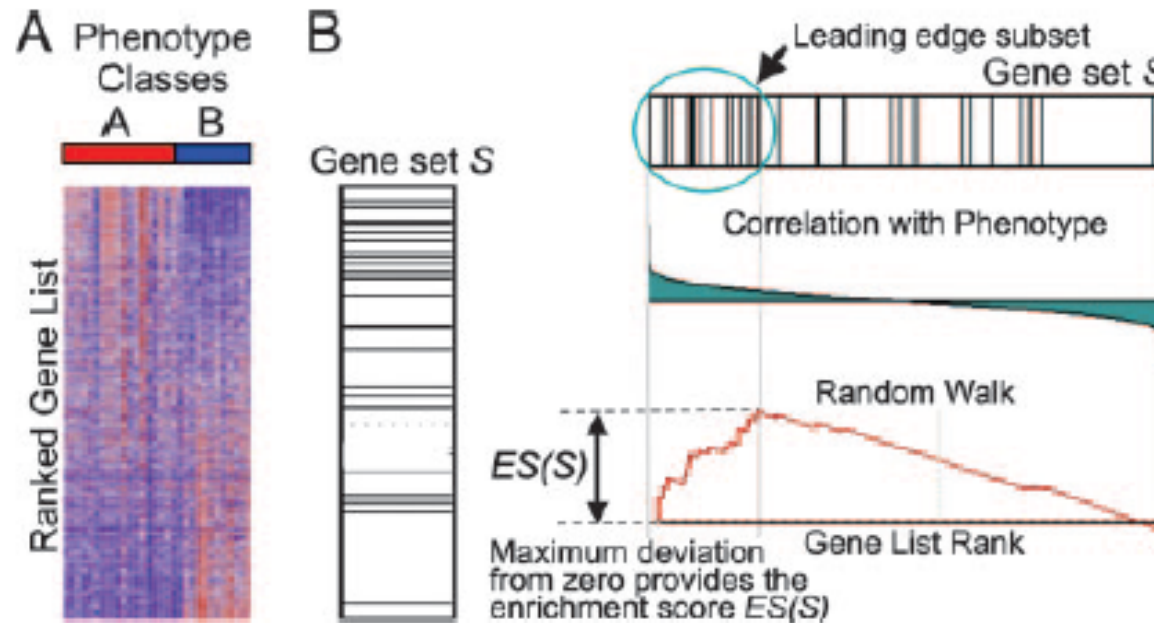 A
Phenotype
Classes
A
B
Ranked Gene List
B
Gene set S
Leading edge subset
Gene set S
Correlation with Phenotype
Random Walk
ES(S)
Gene List Rank
Maximum deviation
from zero provides the
enrichment score ES(S)